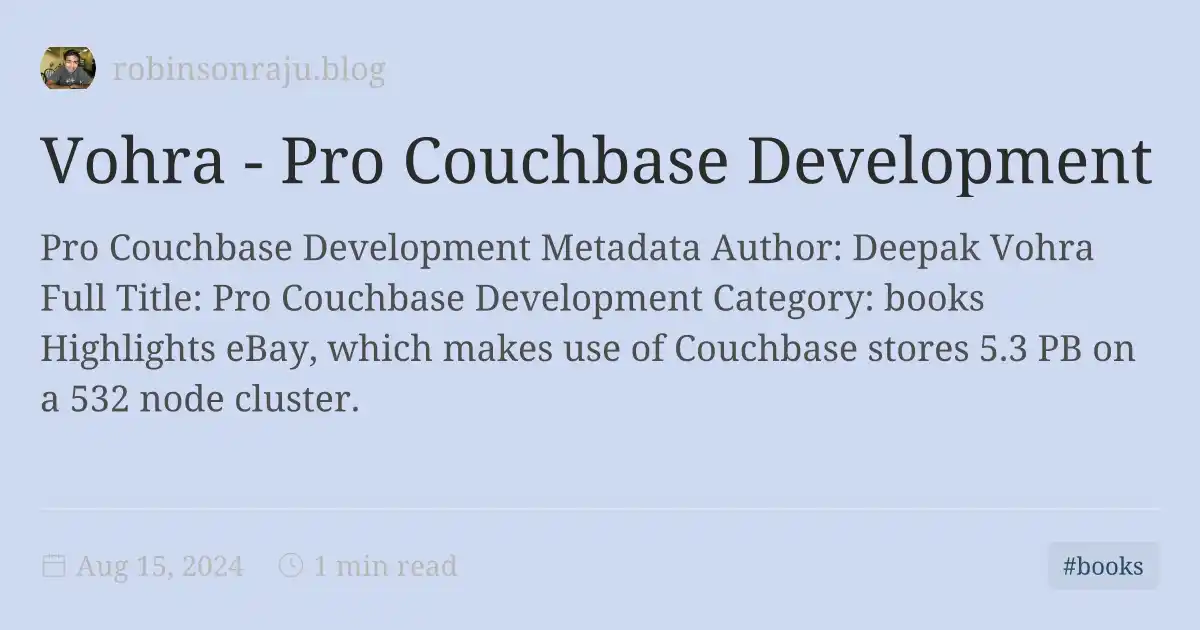 robinsonraju.blog
Vohra - Pro Couchbase Development
Pro Couchbase Development Metadata Author: Deepak Vohra
Full Title: Pro Couchbase Development Category: books
Highlights eBay, which makes use of Couchbase stores 5.3 PB on
a 532 node cluster.
Aug 15, 2024 1 min read #books